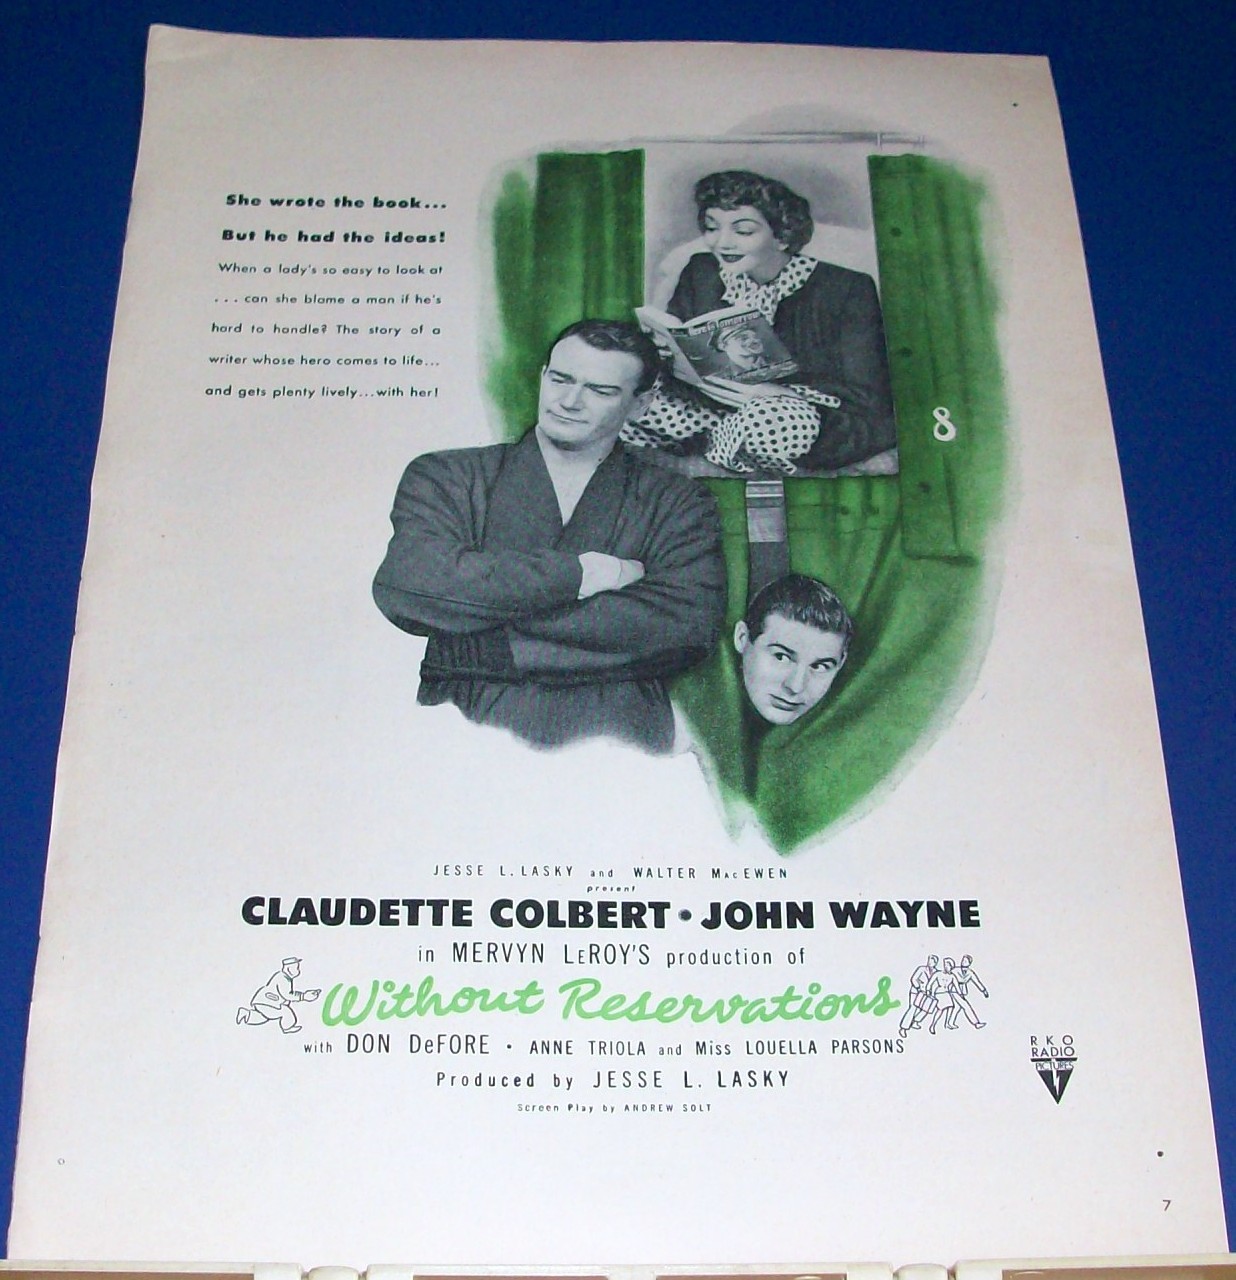 She wrote the book...
But he had the ideas!
When a lady's so easy to look at
... can she blame a man if he's
hard to handle? The story of a
writer whose hero comes to life...
and gets plenty lively...with her!
Here Is Tomorrow
8
JESSE L. LASKY and WALTER MACEWEN
present
CLAUDETTE COLBERT • JOHN WAYNE
in MERVYN LEROY'S production of
Without Reservations
with DON DeFORE • ANNE TRIOLA and Miss LOUELLA PARSONS
Produced by JESSE L. LASKY
Screen Play by ANDREW SOLT
RKO
RADIO
PICTURES
7